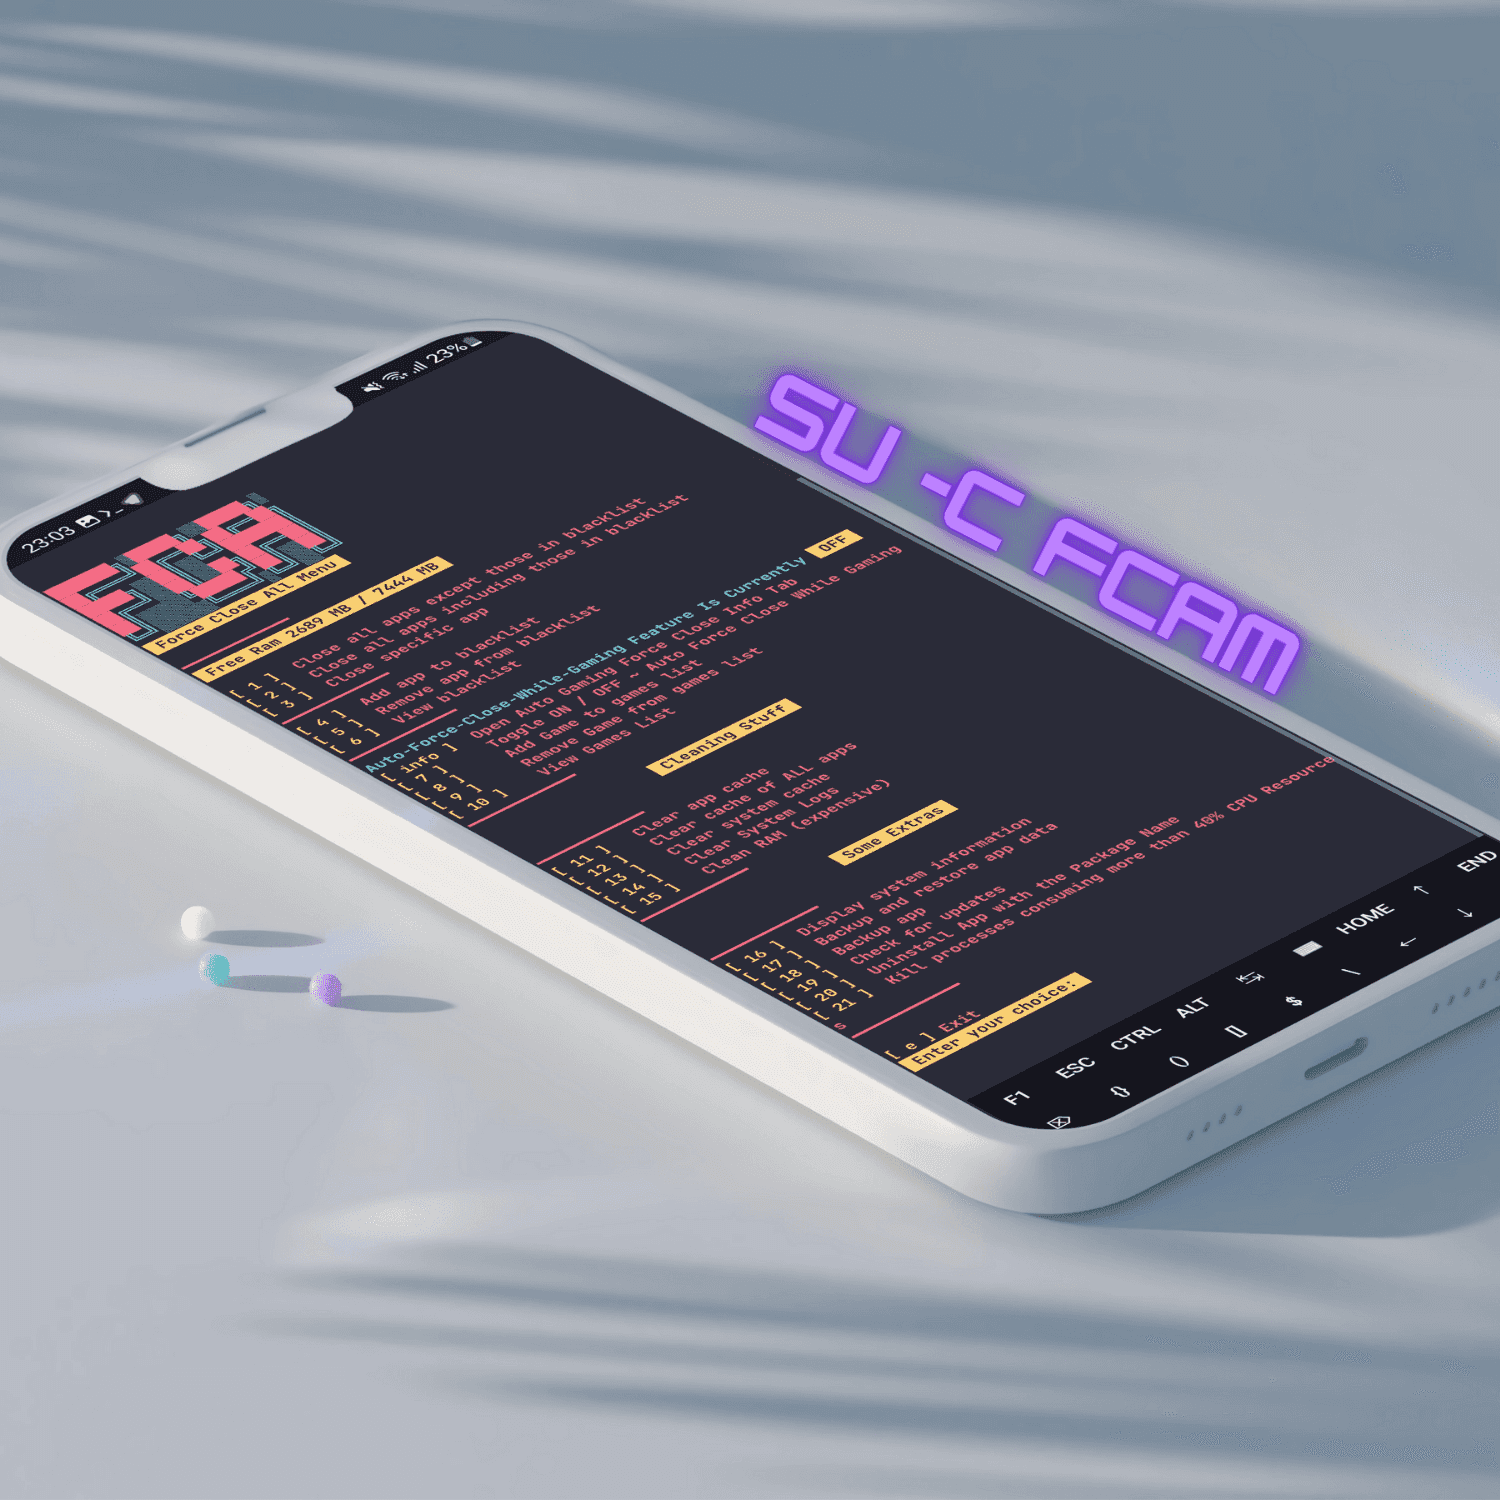 SU -C FCAM
23:03
23%
FCA
Force Close All Menu
Free Ram 2689 MB / 7444 MB
[ 1 ] Close all apps except those in blacklist
[ 2 ] Close all apps including those in blacklist
[ 3 ] Close specific app
[ 4 ] Add app to blacklist
[ 5 ] Remove app from blacklist
[ 6 ] View blacklist
Auto-Force-Close-While-Gaming Feature Is Currently OFF
[ info ] Open Auto Gaming Force Close Info Tab
[ 7 ] Toggle ON / OFF ~ Auto Force Close While Gaming
[ 8 ] Add Game to games list
[ 9 ] Remove Game from games list
[ 10 ] View Games List
Cleaning Stuff
[ 11 ] Clear app cache
[ 12 ] Clear cache of ALL apps
[ 13 ] Clear system cache
[ 14 ] Clear System Logs
[ 15 ] Clean RAM (expensive)
Some Extras
[ 16 ] Display system information
[ 17 ] Backup and restore app data
[ 18 ] Backup app
[ 19 ] Check for updates
[ 20 ] Uninstall App with the Package Name
[ 21 ] Kill processes consuming more than 40% CPU Resource
s
[ e ] Exit
Enter your choice:
F1 ESC CTRL ALT ↹ HOME ↑ END
{} () [] $ \ ← ↓